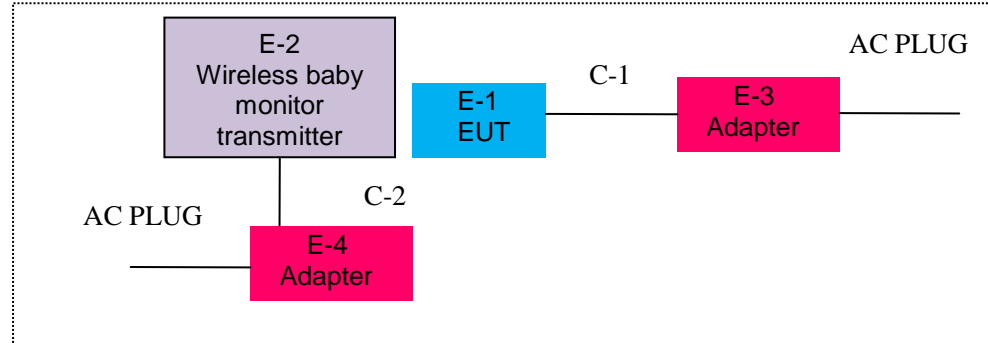 E-2
Wireless baby
monitor
transmitter
E-1
EUT
C-1
E-3
Adapter
AC PLUG
C-2
AC PLUG
E-4
Adapter